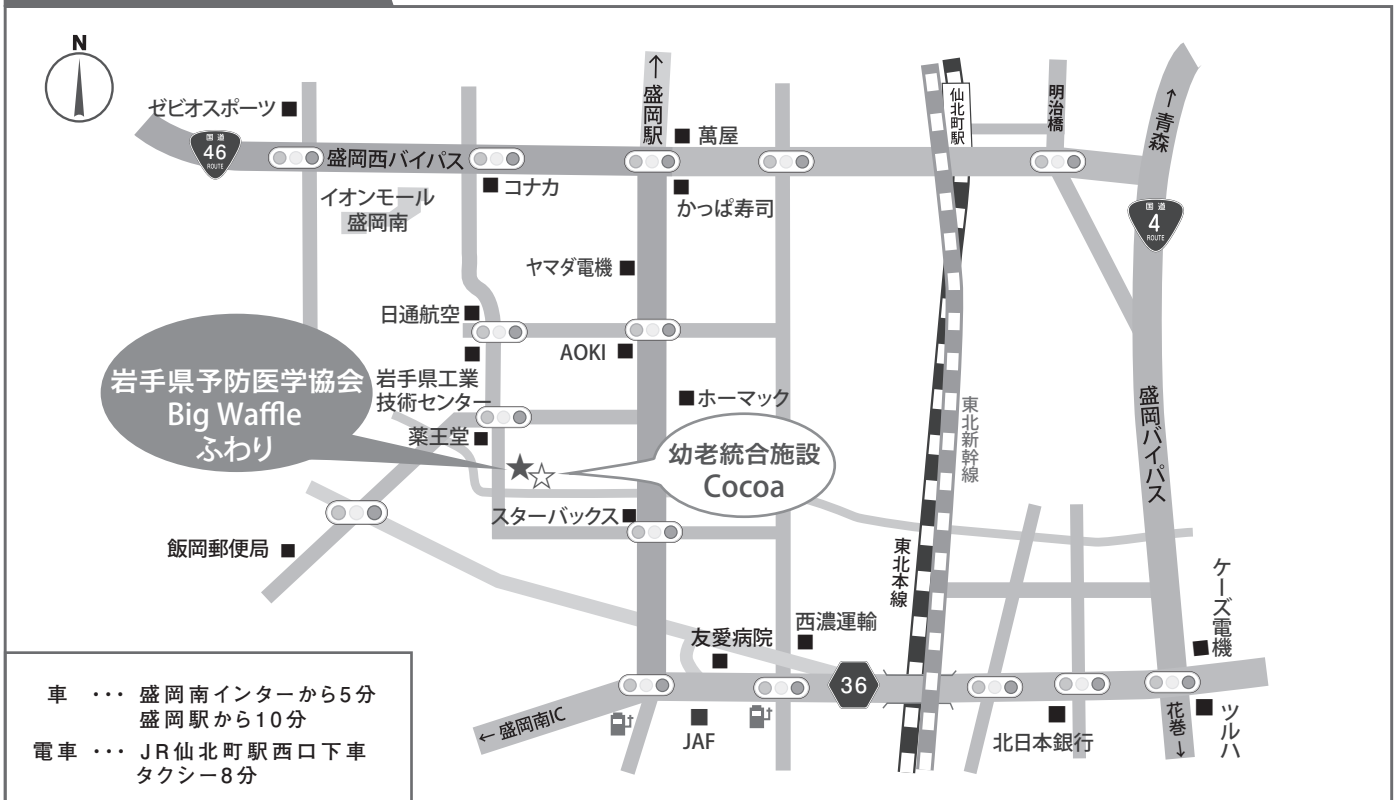 N
ゼビオスポーツ
国道
46
ROUTE
盛岡西バイパス
↑
盛岡駅
萬屋
仙北町駅
明治橋
↑
青森
イオンモール
盛岡南
コナカ
かっぱ寿司
国道
4
ROUTE
ヤマダ電機
日通航空
AOKI
岩手県予防医学協会
Big Waffle
ふわり
岩手県工業
技術センター
ホーマック
薬王堂
幼老統合施設
Cocoa
東北新幹線
盛岡バイパス
スターバックス
飯岡郵便局
東北本線
ケーズ電機
西濃運輸
友愛病院
36
← 盛岡南IC
JAF
北日本銀行
花巻
↓
ツルハ
車 ･･･ 盛岡南インターから5分
盛岡駅から10分
電車 ･･･ JR仙北町駅西口下車
タクシー8分